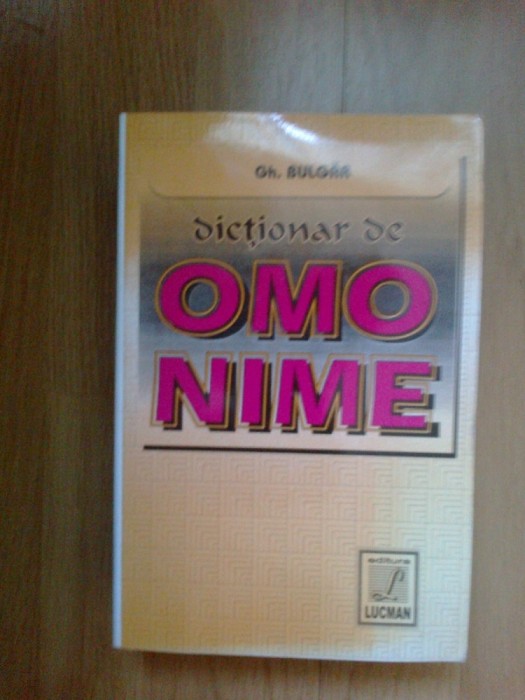 Gh. BULGĂR
dicționar de
OMO
NIME
editura
L
LUCMAN